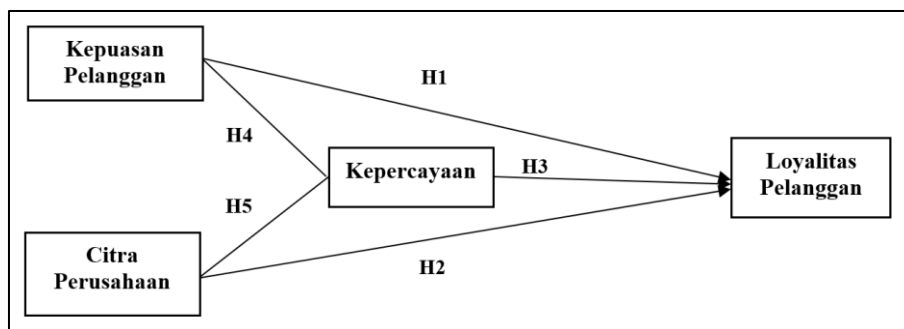 Kepuasan
Pelanggan
H1
H4
Kepercayaan
H3
Loyalitas
Pelanggan
H5
Citra
Perusahaan
H2